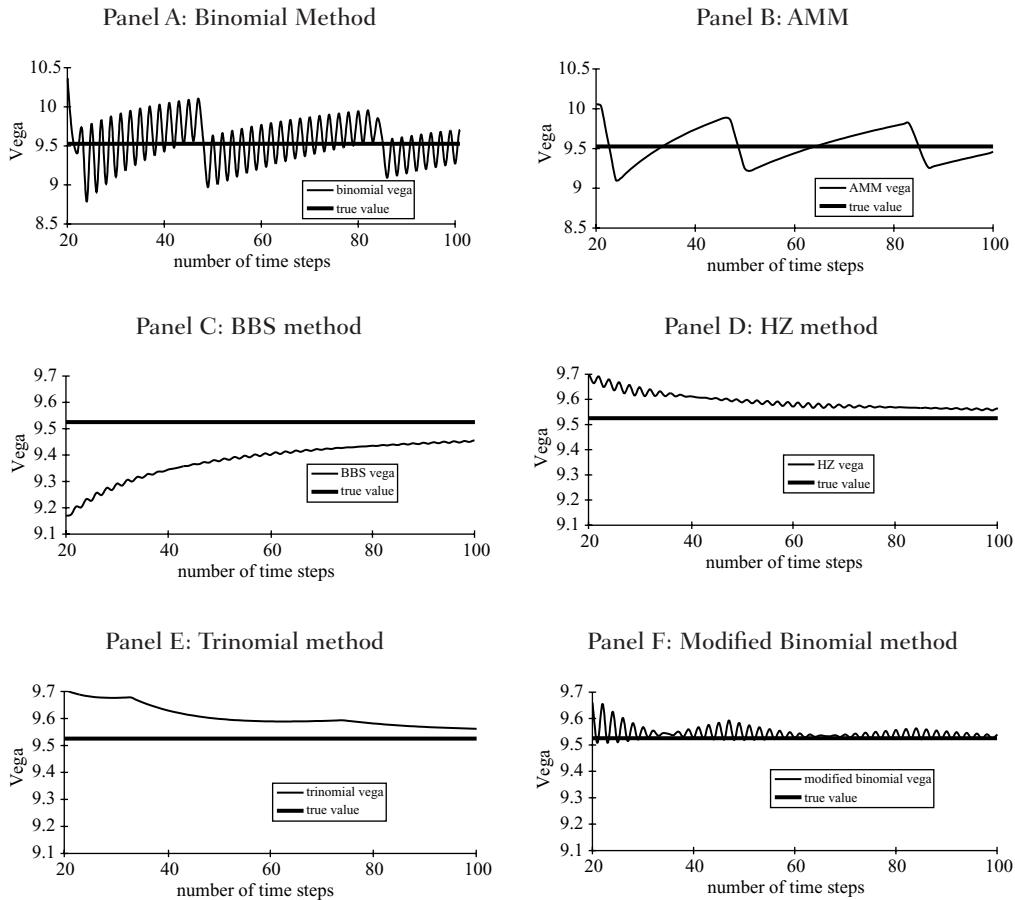 Panel A: Binomial Method
10.5
10
9.5
9
8.5
Vega
binomial vega
true value
20
40
60
80
100
number of time steps
Panel B: AMM
10.5
10
9.5
9
8.5
Vega
AMM vega
true value
20
40
60
80
100
number of time steps
Panel C: BBS method
9.7
9.6
9.5
9.4
9.3
9.2
9.1
Vega
BBS vega
true value
20
40
60
80
100
number of time steps
Panel D: HZ method
9.7
9.6
9.5
9.4
9.3
9.2
9.1
Vega
HZ vega
true value
20
40
60
80
100
number of time steps
Panel E: Trinomial method
9.7
9.6
9.5
9.4
9.3
9.2
9.1
Vega
trinomial vega
true value
20
40
60
80
100
number of time steps
Panel F: Modified Binomial method
9.7
9.6
9.5
9.4
9.3
9.2
9.1
Vega
modified binomial vega
true value
20
40
60
80
100
number of time steps